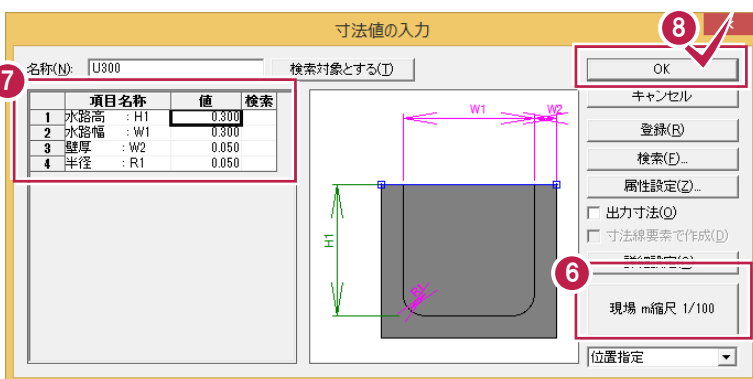 寸法値の入力
8
名称(N): U300 検索対象とする(T) OK
7
キャンセル
項目名称 値 検索
1 水路高 : H1 0.300
2 水路幅 : W1 0.300
3 壁厚 : W2 0.050
4 半径 : R1 0.050
W1 W2
H1
R1
登録(R)
検索(F)...
属性設定(Z)...
出力寸法(O)
寸法線要素で作成(D)
6
現場 m縮尺 1/100
位置指定